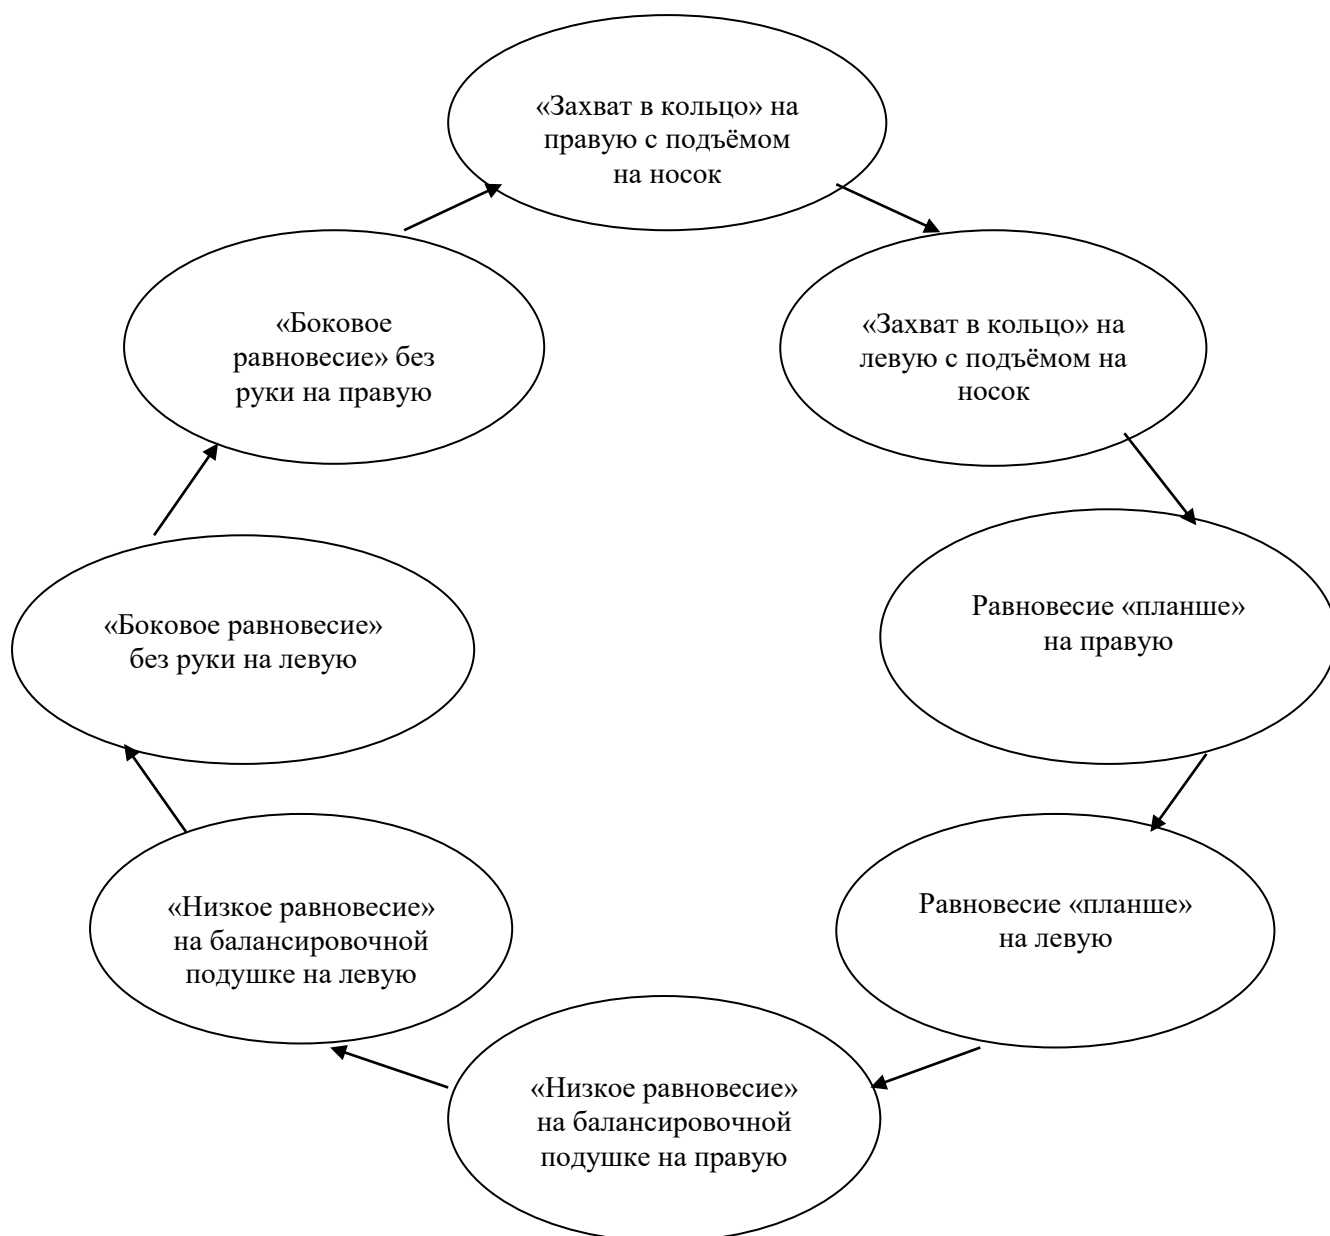 «Захват в кольцо» на
правую с подъёмом
на носок
«Боковое
равновесие» без
руки на правую
«Захват в кольцо» на
левую с подъёмом на
носок
Равновесие «планше»
на правую
«Боковое равновесие»
без руки на левую
Равновесие «планше»
на левую
«Низкое равновесие»
на балансировочной
подушке на левую
«Низкое равновесие»
на балансировочной
подушке на правую